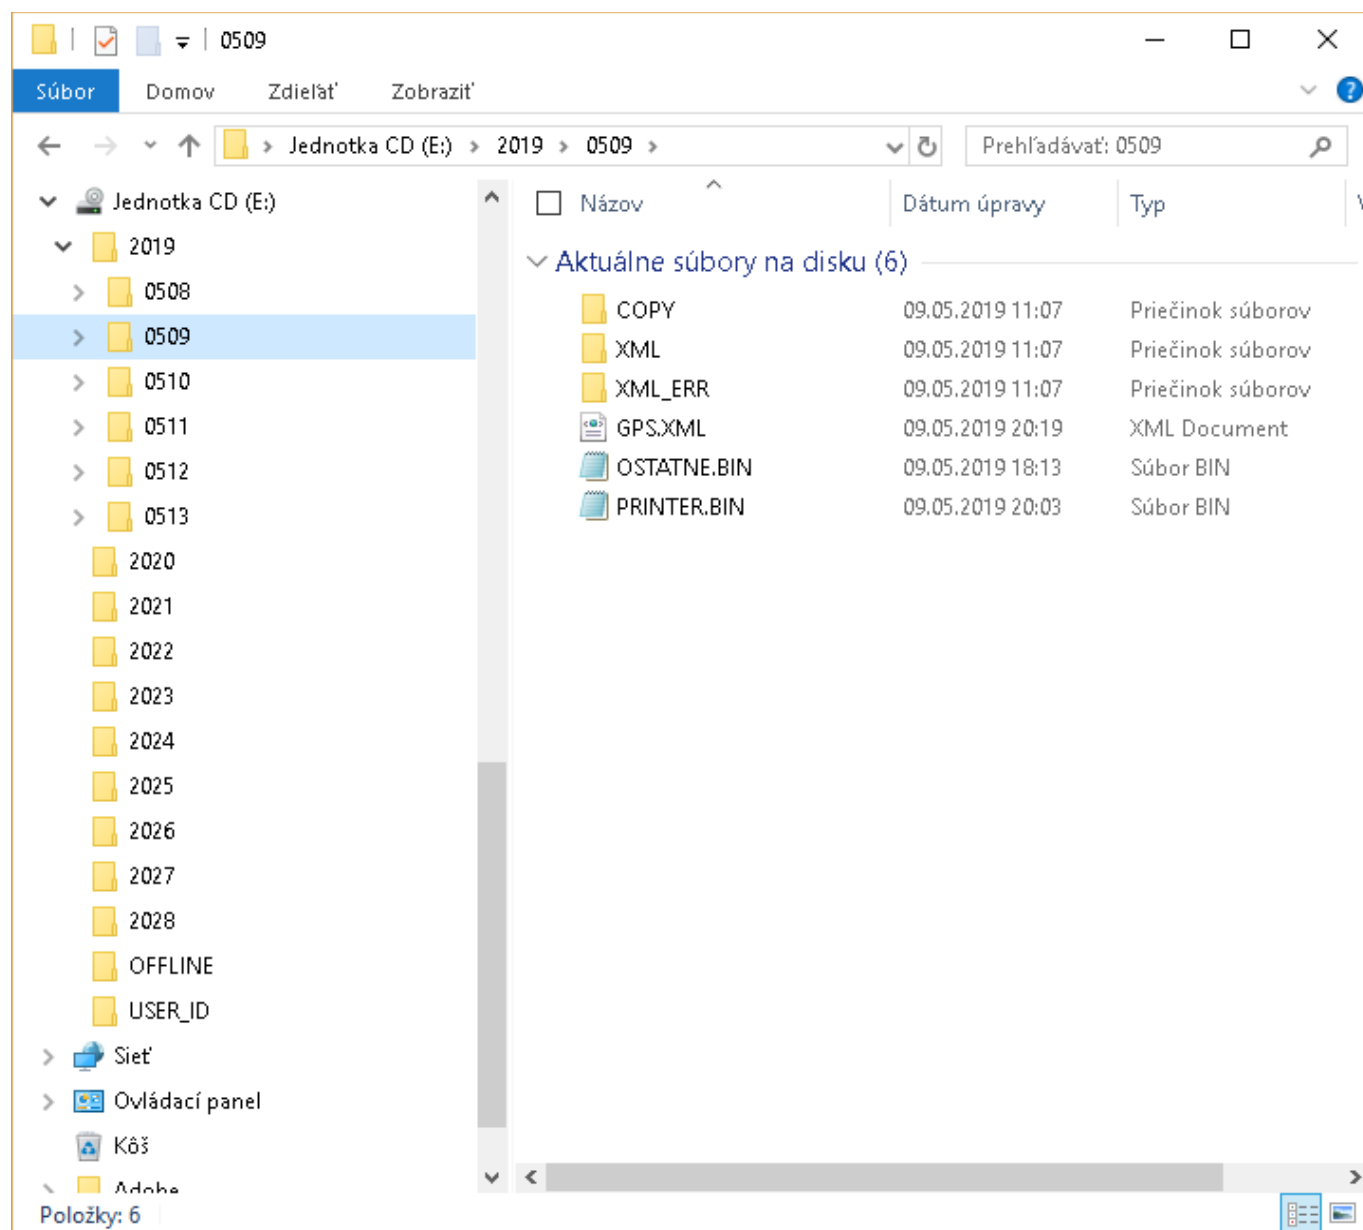 0509
Súbor Domov Zdieľať Zobraziť
Jednotka CD (E:) 2019 0509 Prehľadávať: 0509
Jednotka CD (E:)
2019
0508
0509
0510
0511
0512
0513
2020
2021
2022
2023
2024
2025
2026
2027
2028
OFFLINE
USER_ID
Sieť
Ovládací panel
Kôš
Adobe
Názov Dátum úpravy Typ
Aktuálne súbory na disku (6)
COPY 09.05.2019 11:07 Priečinok súborov
XML 09.05.2019 11:07 Priečinok súborov
XML_ERR 09.05.2019 11:07 Priečinok súborov
GPS.XML 09.05.2019 20:19 XML Document
OSTATNE.BIN 09.05.2019 18:13 Súbor BIN
PRINTER.BIN 09.05.2019 20:03 Súbor BIN
Položky: 6